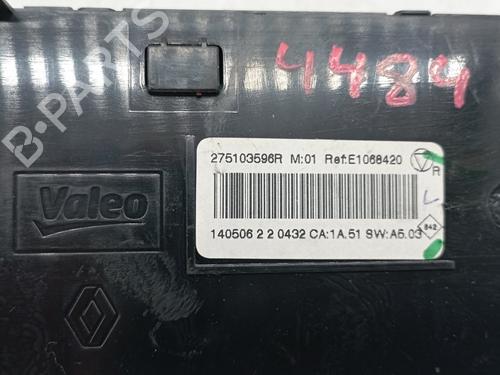 B-PARTS
4489
275103596R M:01 Ref:E1068420
R
L
Valeo
140506 2 2 0432 CA:1A.51 SW:A5.03
842